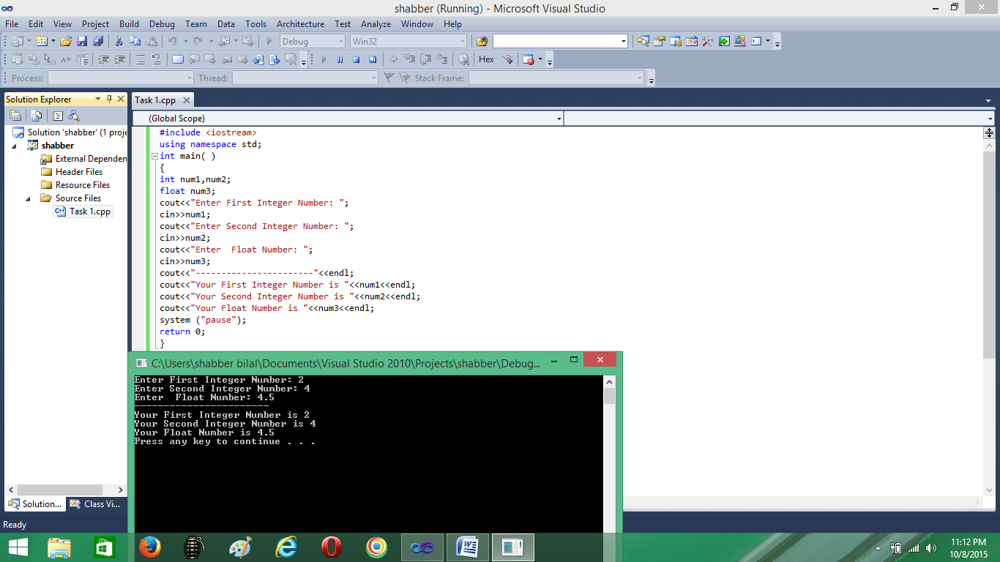 shabber (Running) - Microsoft Visual Studio
File Edit View Project Build Debug Team Data Tools Architecture Test Analyze Window Help
Debug Win32
Hex
Process: Thread: Stack Frame:
Solution Explorer
Solution 'shabber' (1 proje
shabber
External Dependen
Header Files
Resource Files
Source Files
Task 1.cpp
Solution... Class Vi...
Task 1.cpp
(Global Scope)
#include <iostream>
using namespace std;
int main( )
{
int num1,num2;
float num3;
cout<<"Enter First Integer Number: ";
cin>>num1;
cout<<"Enter Second Integer Number: ";
cin>>num2;
cout<<"Enter  Float Number: ";
cin>>num3;
cout<<"-----------------------"<<endl;
cout<<"Your First Integer Number is "<<num1<<endl;
cout<<"Your Second Integer Number is "<<num2<<endl;
cout<<"Your Float Number is "<<num3<<endl;
system ("pause");
return 0;
}
C:\Users\shabber bilal\Documents\Visual Studio 2010\Projects\shabber\Debug...
Enter First Integer Number: 2
Enter Second Integer Number: 4
Enter  Float Number: 4.5
-----------------------
Your First Integer Number is 2
Your Second Integer Number is 4
Your Float Number is 4.5
Press any key to continue . . .
Ready
11:12 PM
10/8/2015